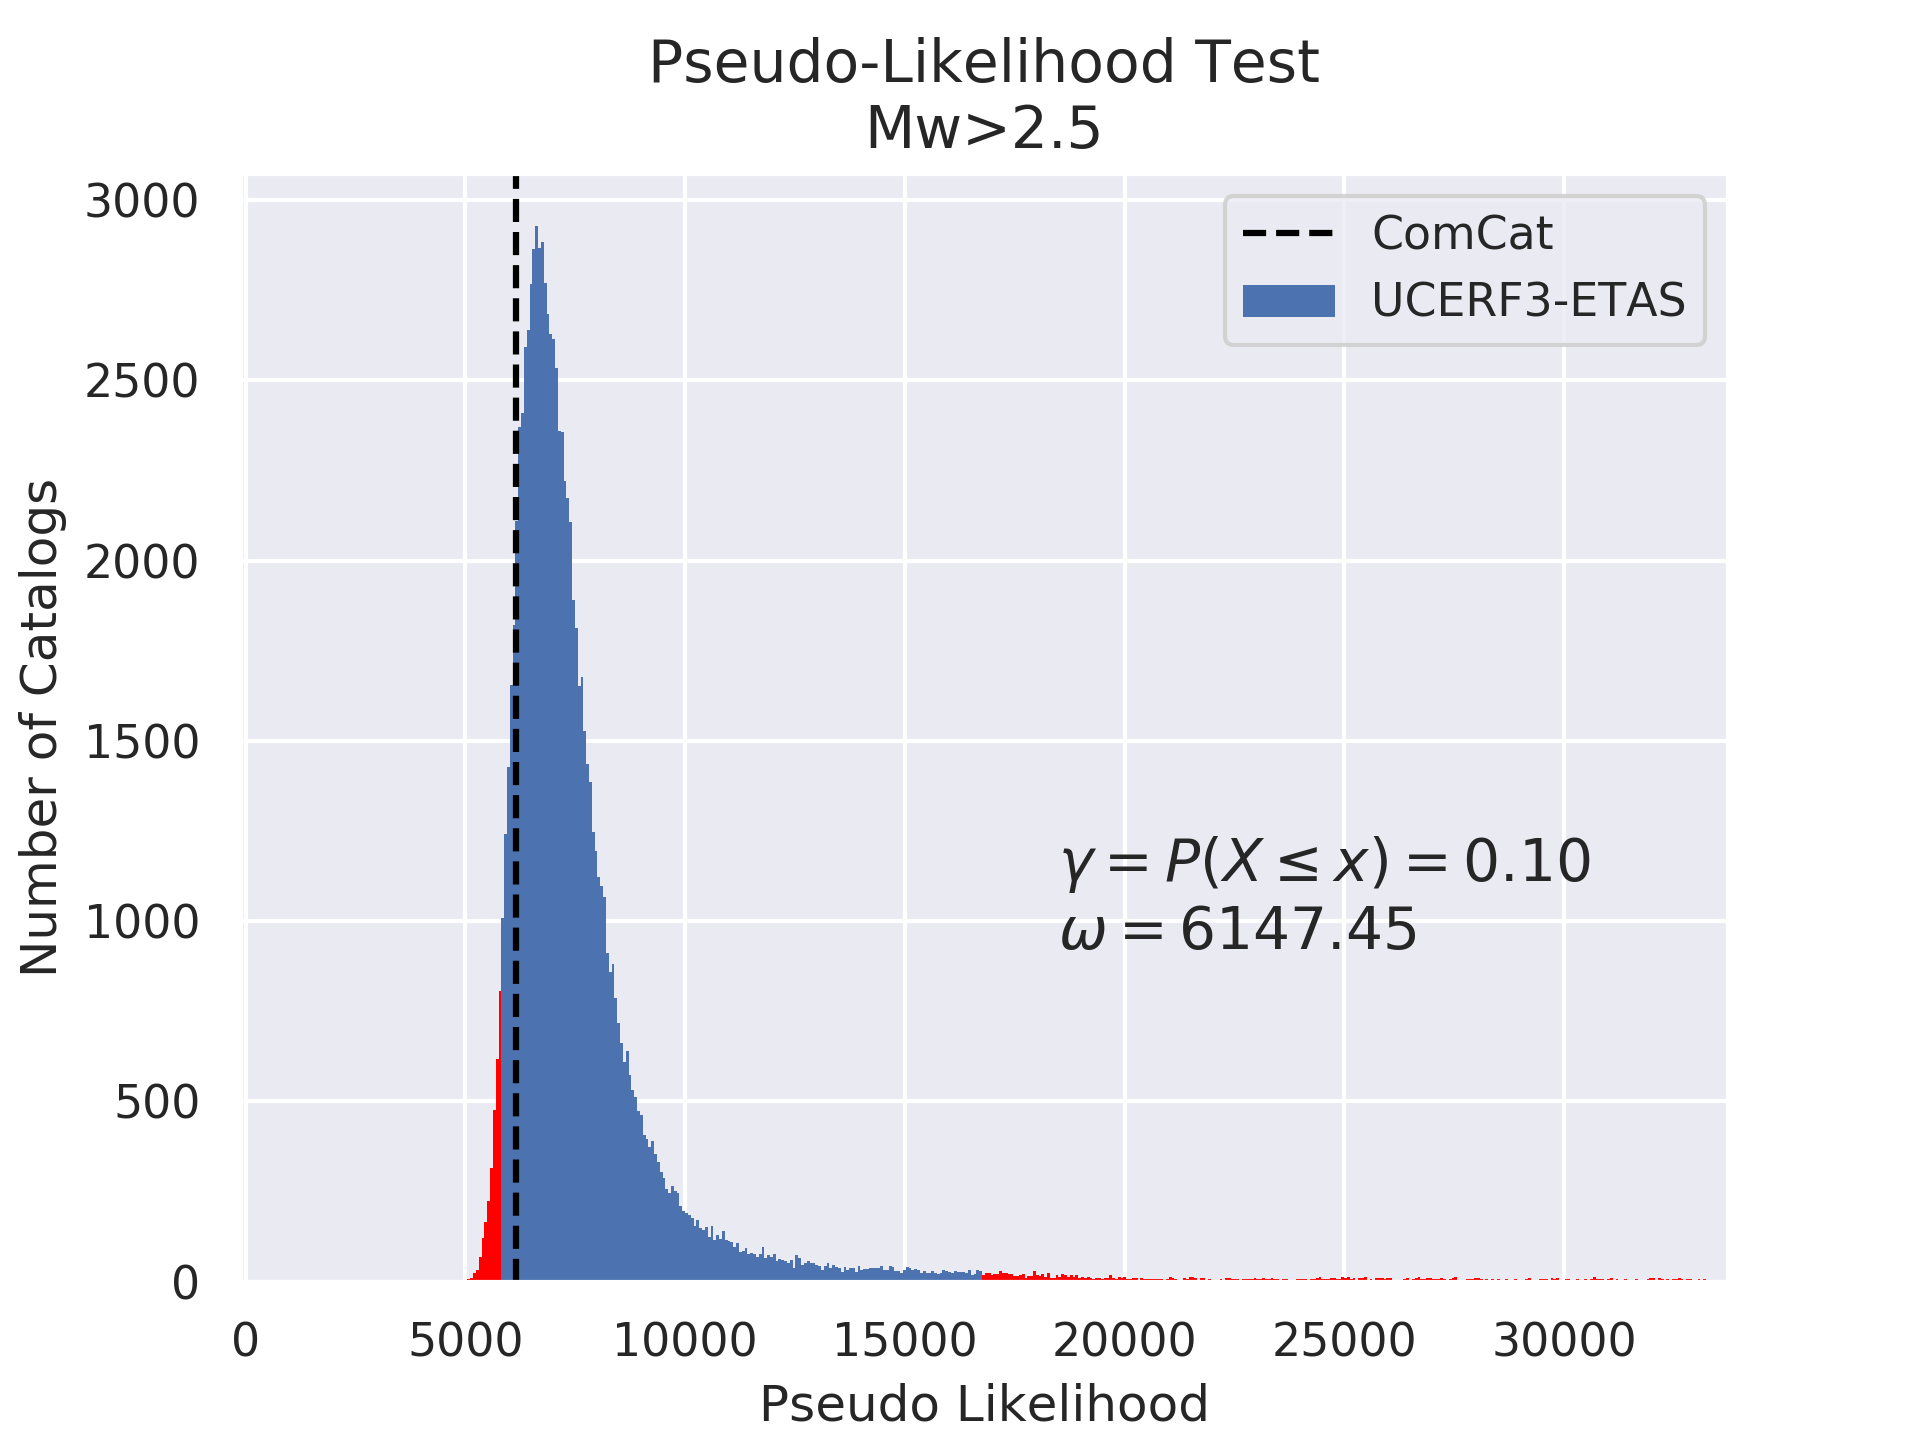 Pseudo-Likelihood Test
Mw>2.5
3000
2500
2000
1500
1000
500
0
Number of Catalogs
ComCat
UCERF3-ETAS
γ = P(X ≤ x) = 0.10
ω = 6147.45
0 5000 10000 15000 20000 25000 30000
Pseudo Likelihood